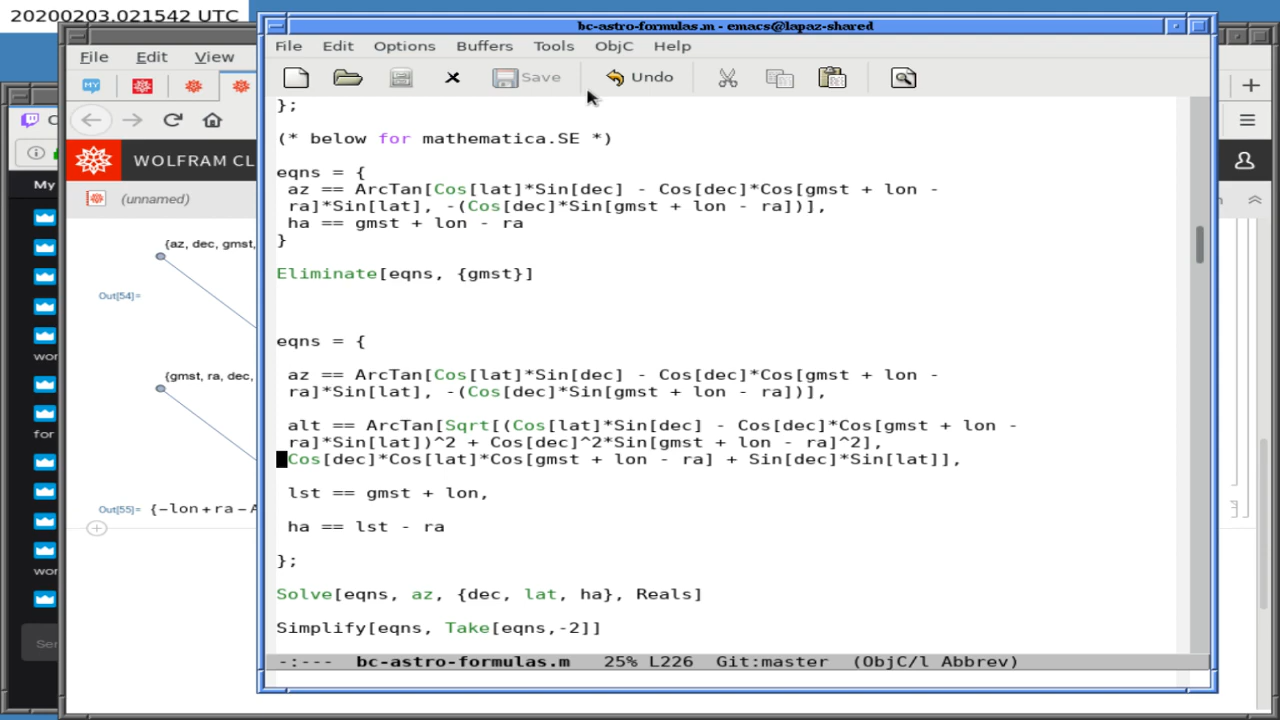 20200203.021542 UTC
bc-astro-formulas.m - emacs@lapaz-shared
File Edit Options Buffers Tools ObjC Help
Save Undo
};
(* below for mathematica.SE *)
eqns = {
az == ArcTan[Cos[lat]*Sin[dec] - Cos[dec]*Cos[gmst + lon -
ra]*Sin[lat], -(Cos[dec]*Sin[gmst + lon - ra])],
ha == gmst + lon - ra
}
Eliminate[eqns, {gmst}]
eqns = {
az == ArcTan[Cos[lat]*Sin[dec] - Cos[dec]*Cos[gmst + lon -
ra]*Sin[lat], -(Cos[dec]*Sin[gmst + lon - ra])],
alt == ArcTan[Sqrt[(Cos[lat]*Sin[dec] - Cos[dec]*Cos[gmst + lon -
ra]*Sin[lat])^2 + Cos[dec]^2*Sin[gmst + lon - ra]^2],
Cos[dec]*Cos[lat]*Cos[gmst + lon - ra] + Sin[dec]*Sin[lat]],
lst == gmst + lon,
ha == lst - ra
};
Solve[eqns, az, {dec, lat, ha}, Reals]
Simplify[eqns, Take[eqns,-2]]
-:--- bc-astro-formulas.m 25% L226 Git:master (ObjC/l Abbrev)
File Edit View
MY
WOLFRAM CL
(unnamed)
{az, dec, gmst,
Out[54]=
{gmst, ra, dec,
Out[55]= {-lon+ra-A
My
wor
for
wor
Ser